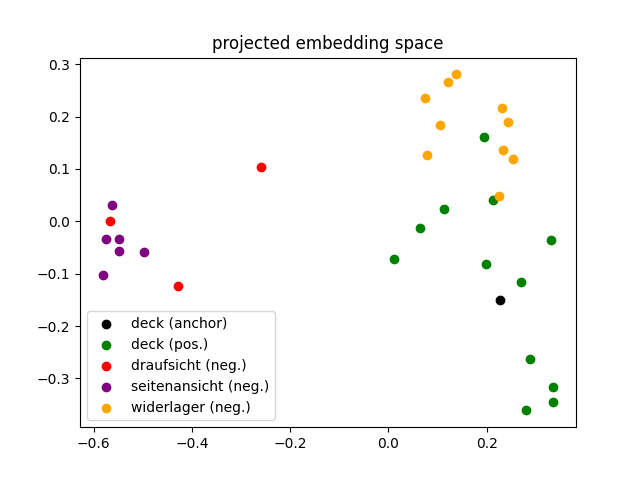 projected embedding space
0.3
0.2
0.1
0.0
−0.1
−0.2
−0.3
deck (anchor)
deck (pos.)
draufsicht (neg.)
seitenansicht (neg.)
widerlager (neg.)
−0.6 −0.4 −0.2 0.0 0.2